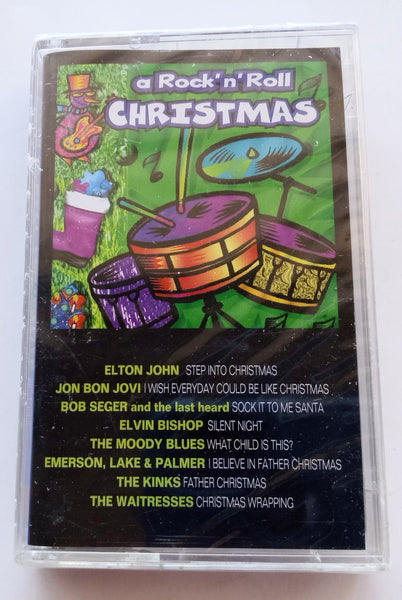 a Rock'n'Roll
CHRISTMAS
ELTON JOHN STEP INTO CHRISTMAS
JON BON JOVI I WISH EVERYDAY COULD BE LIKE CHRISTMAS
BOB SEGER and the last heard SOCK IT TO ME SANTA
ELVIN BISHOP SILENT NIGHT
THE MOODY BLUES WHAT CHILD IS THIS?
EMERSON, LAKE & PALMER I BELIEVE IN FATHER CHRISTMAS
THE KINKS FATHER CHRISTMAS
THE WAITRESSES CHRISTMAS WRAPPING